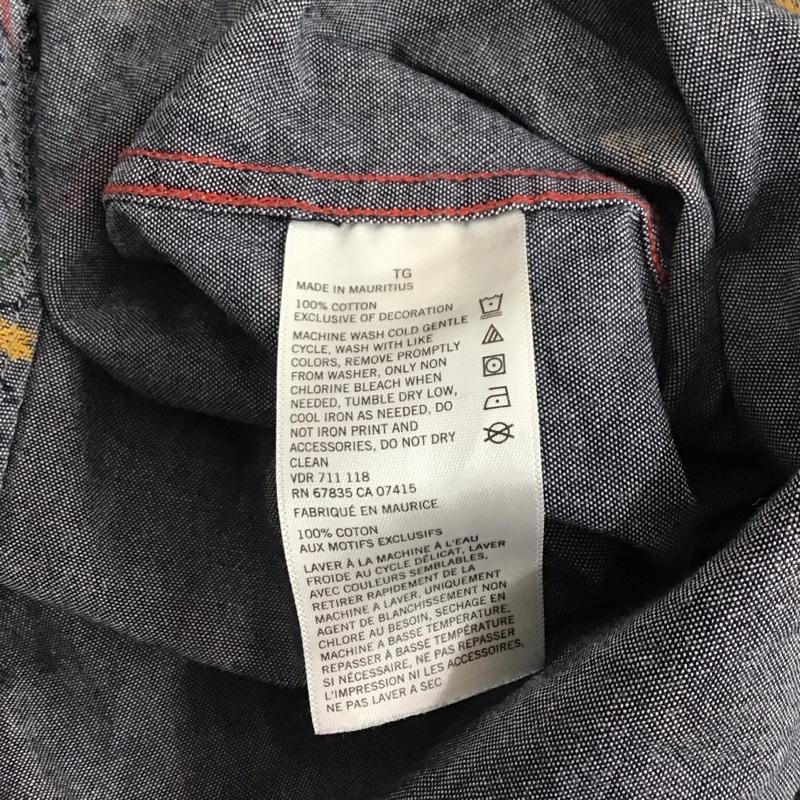 TG
MADE IN MAURITIUS
100% COTTON
EXCLUSIVE OF DECORATION
MACHINE WASH COLD GENTLE
CYCLE, WASH WITH LIKE
COLORS, REMOVE PROMPTLY
FROM WASHER, ONLY NON
CHLORINE BLEACH WHEN
NEEDED, TUMBLE DRY LOW,
COOL IRON AS NEEDED, DO
NOT IRON PRINT AND
ACCESSORIES, DO NOT DRY
CLEAN
VDR 711 118
RN 67835 CA 07415
FABRIQUÉ EN MAURICE
100% COTON
AUX MOTIFS EXCLUSIFS
LAVER À LA MACHINE À L'EAU
FROIDE AU CYCLE DÉLICAT, LAVER
AVEC COULEURS SEMBLABLES,
RETIRER RAPIDEMENT DE LA
MACHINE A LAVER, UNIQUEMENT
AGENT DE BLANCHISSEMENT NON
CHLORE AU BESOIN, SECHAGE EN
MACHINE A BASSE TEMPERATURE,
REPASSER À BASSE TEMPÉRATURE
SI NÉCESSAIRE, NE PAS REPASSER
L'IMPRESSION NI LES ACCESSOIRES,
NE PAS LAVER A SEC